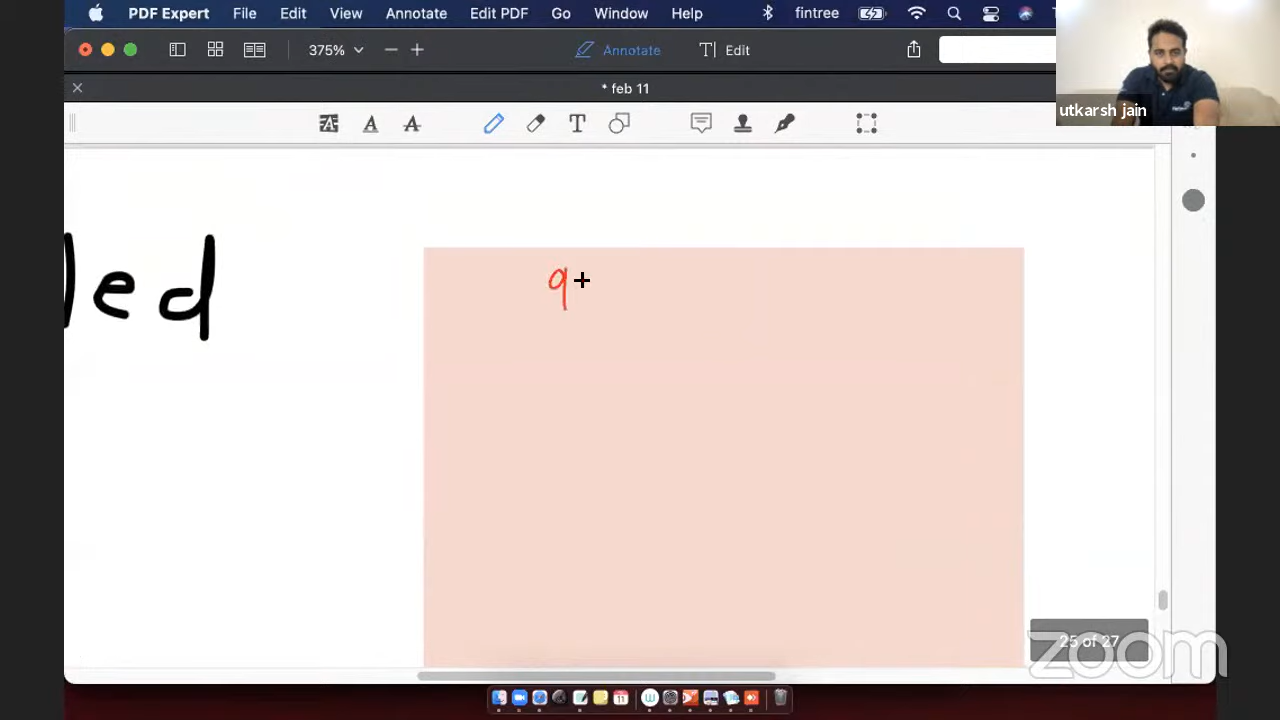 PDF Expert File Edit View Annotate Edit PDF Go Window Help fintree
375% Annotate T| Edit
* feb 11
utkarsh jain
led
9
25 of 27
zoom